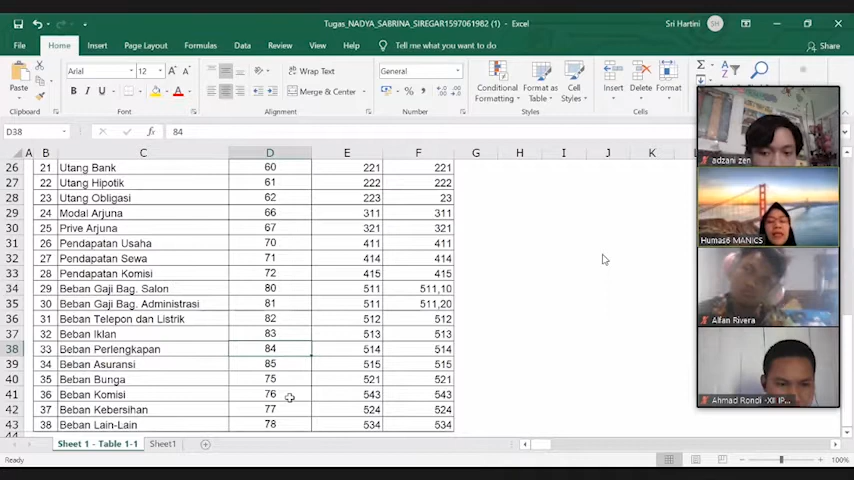 Tugas_NADYA_SABRINA_SIREGAR1597061982 (1) - Excel
Sri Hartini
SH
File Home Insert Page Layout Formulas Data Review View Help Tell me what you want to do Share
Arial 12 Wrap Text General
Paste B I U A Merge & Center Conditional Formatting Format as Table Cell Styles Insert Delete Format
Clipboard Font Alignment Number Styles Cells
D38 fx 84
A B C D E F G H I J K L
26 21 Utang Bank 60 221 221
27 22 Utang Hipotik 61 222 222
28 23 Utang Obligasi 62 223 23
29 24 Modal Arjuna 66 311 311
30 25 Prive Arjuna 67 321 321
31 26 Pendapatan Usaha 70 411 411
32 27 Pendapatan Sewa 71 414 414
33 28 Pendapatan Komisi 72 415 415
34 29 Beban Gaji Bag. Salon 80 511 511,10
35 30 Beban Gaji Bag. Administrasi 81 511 511,20
36 31 Beban Telepon dan Listrik 82 512 512
37 32 Beban Iklan 83 513 513
38 33 Beban Perlengkapan 84 514 514
39 34 Beban Asuransi 85 515 515
40 35 Beban Bunga 75 521 521
41 36 Beban Komisi 76 543 543
42 37 Beban Kebersihan 77 524 524
43 38 Beban Lain-Lain 78 534 534
44
Sheet 1 - Table 1-1 Sheet1
Ready 100%
adzani zen
Humas6 MANICS
Alfan Rivera
Ahmad Rondi -XII IP...